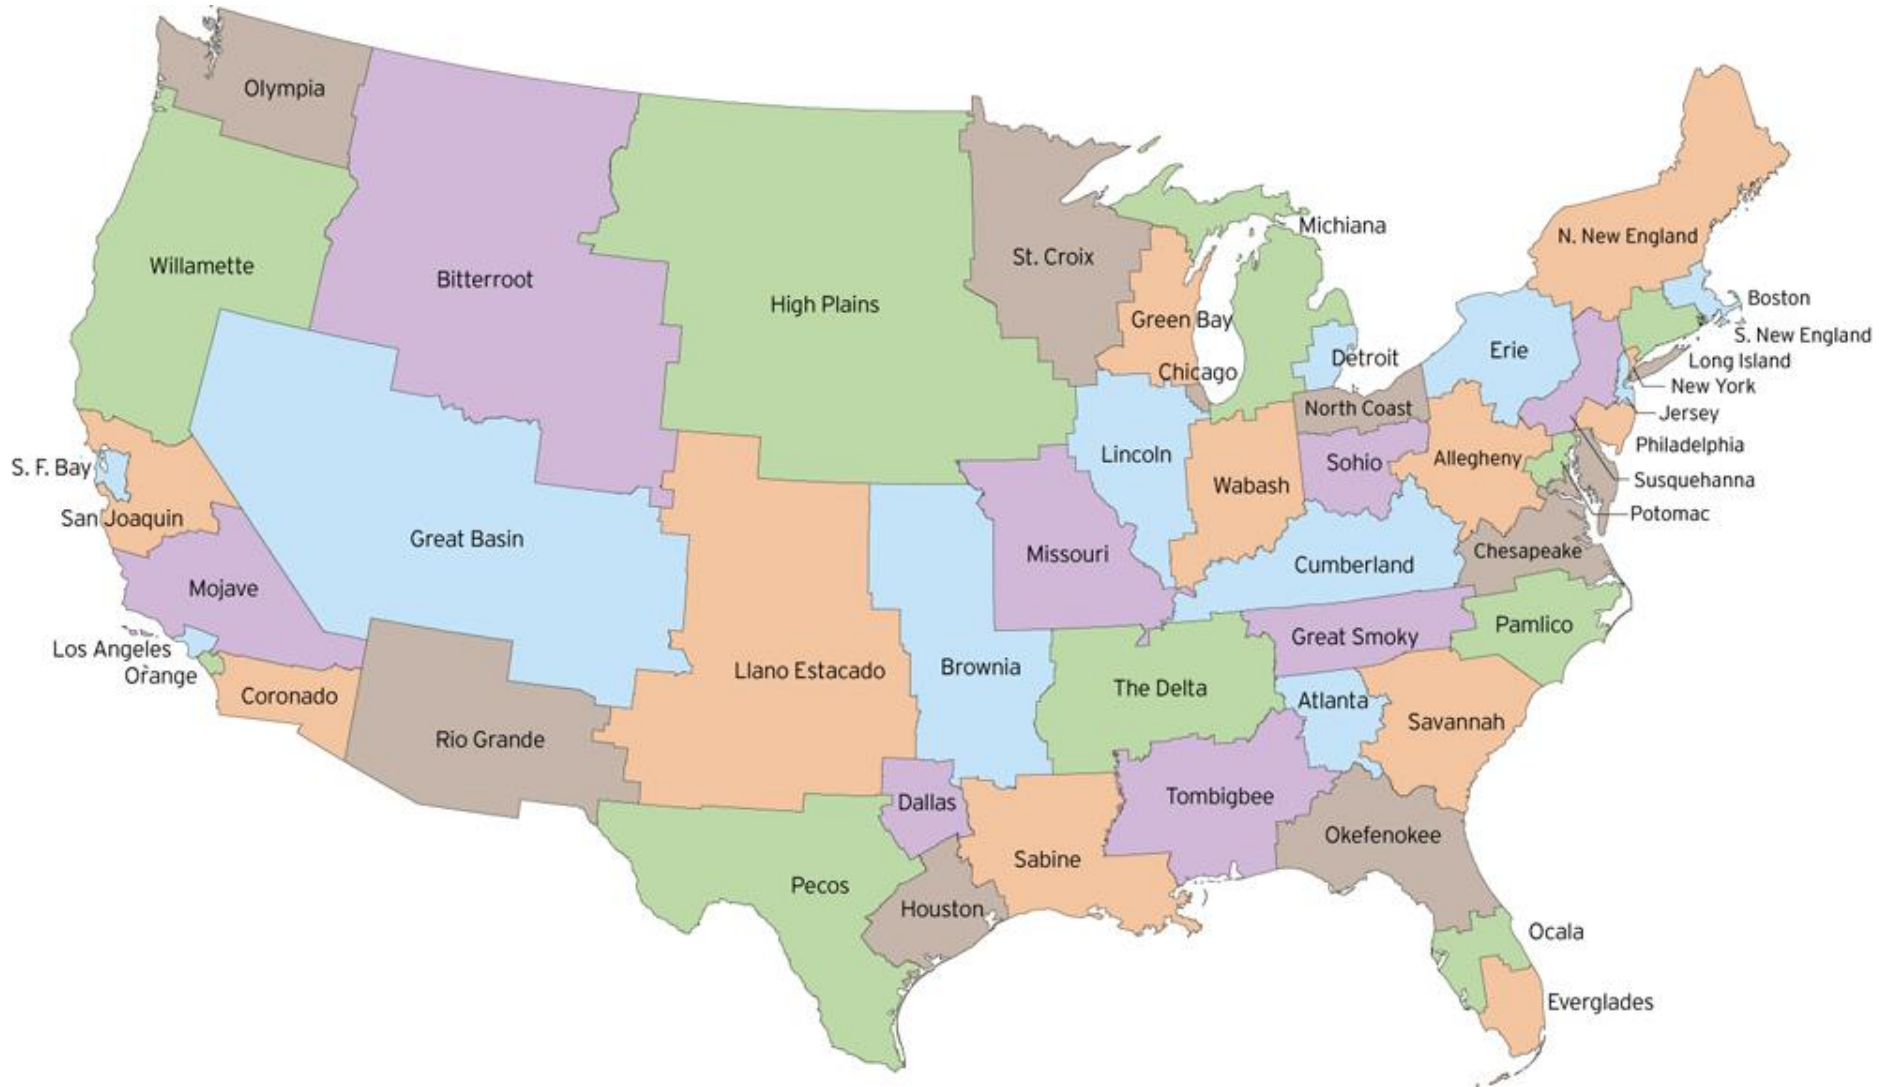 Olympia
Michiana
N. New England
St. Croix
Willamette
Bitterroot
High Plains
Boston
Green Bay
S. New England
Erie
Detroit
Long Island
Chicago
New York
North Coast
Jersey
Philadelphia
Lincoln
Sohio
Allegheny
S. F. Bay
Wabash
Susquehanna
San Joaquin
Potomac
Great Basin
Missouri
Chesapeake
Cumberland
Mojave
Pamlico
Great Smoky
Los Angeles
Llano Estacado
Brownia
Orange
The Delta
Coronado
Atlanta
Savannah
Rio Grande
Dallas
Tombigbee
Okefenokee
Sabine
Pecos
Houston
Ocala
Everglades